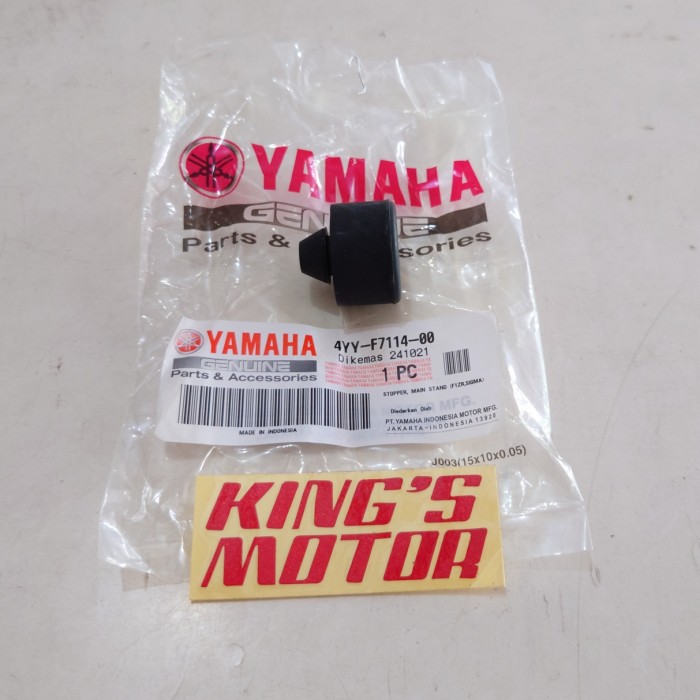 YAMAHA
GENUINE
Parts & Accessories
YAMAHA
GENUINE
Parts & Accessories
4YY-F7114-00
Dikemas 241021
1 PC
STOPPER, MAIN STAND (F1ZR,SIGMA)
MADE IN INDONESIA
Diedarkan Oleh
MFG.
PT. YAMAHA INDONESIA MOTOR MFG.
JAKARTA-INDONESIA 13920
J003(15x10x0.05)
KING'S
MOTOR